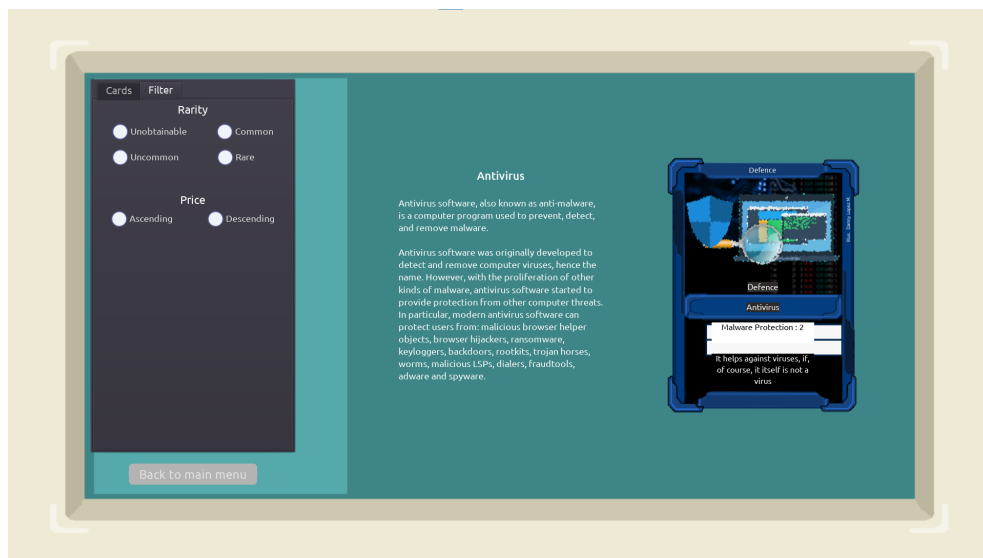 Cards Filter
Rarity
Unobtainable Common
Uncommon Rare
Price
Ascending Descending
Back to main menu
Antivirus
Antivirus software, also known as anti-malware,
is a computer program used to prevent, detect,
and remove malware.
Antivirus software was originally developed to
detect and remove computer viruses, hence the
name. However, with the proliferation of other
kinds of malware, antivirus software started to
provide protection from other computer threats.
In particular, modern antivirus software can
protect users from: malicious browser helper
objects, browser hijackers, ransomware,
keyloggers, backdoors, rootkits, trojan horses,
worms, malicious LSPs, dialers, fraudtools,
adware and spyware.
Defence
Illus. Danny Lopez M.
Defence
Antivirus
Malware Protection : 2
It helps against viruses, if,
of course, it itself is not a
virus